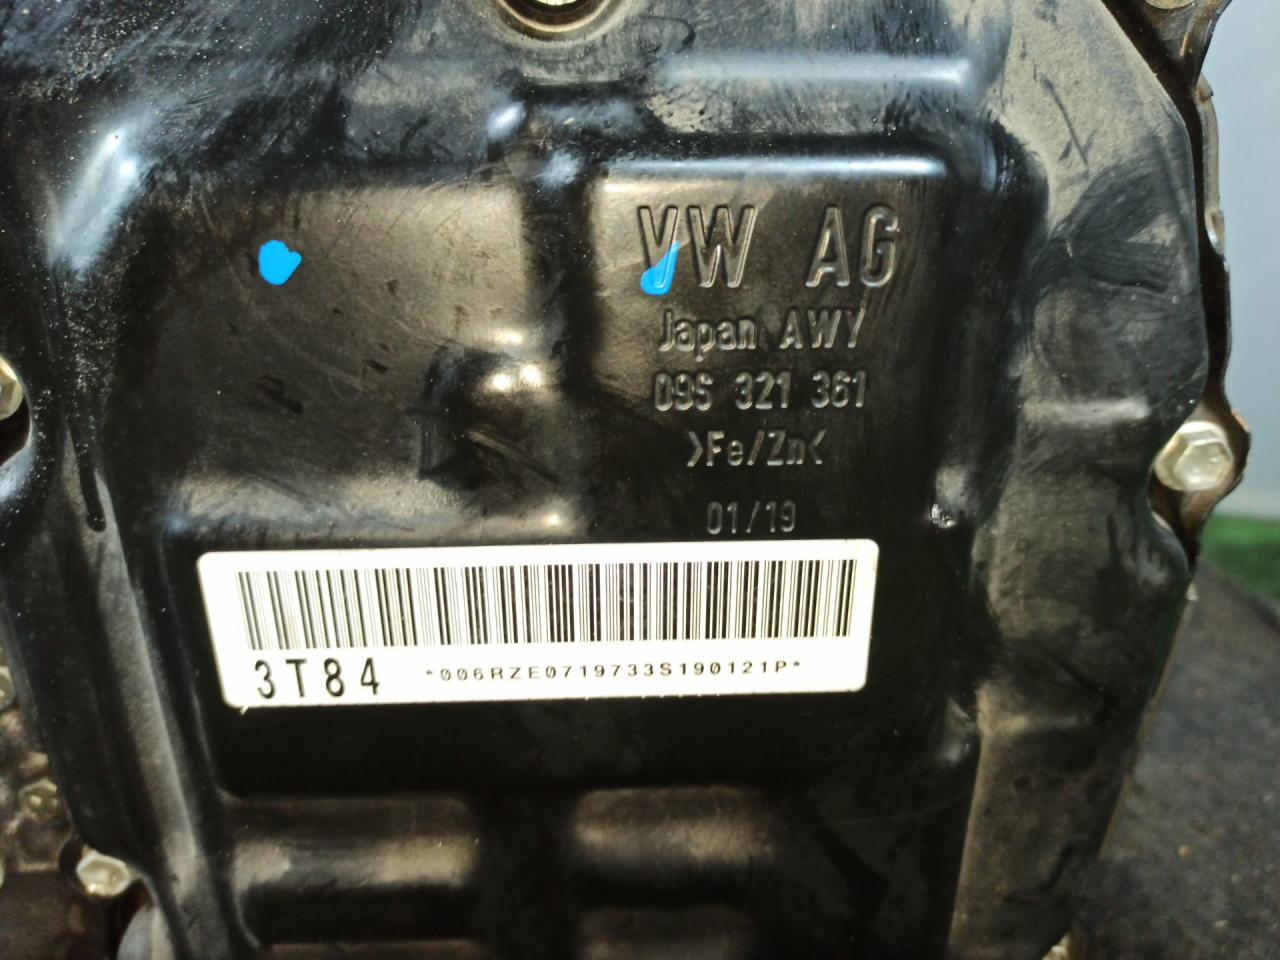 VW AG
Japan AWY
09S 321 361
>Fe/Zn<
01/19
3T84 *006RZE0719733S190121P*